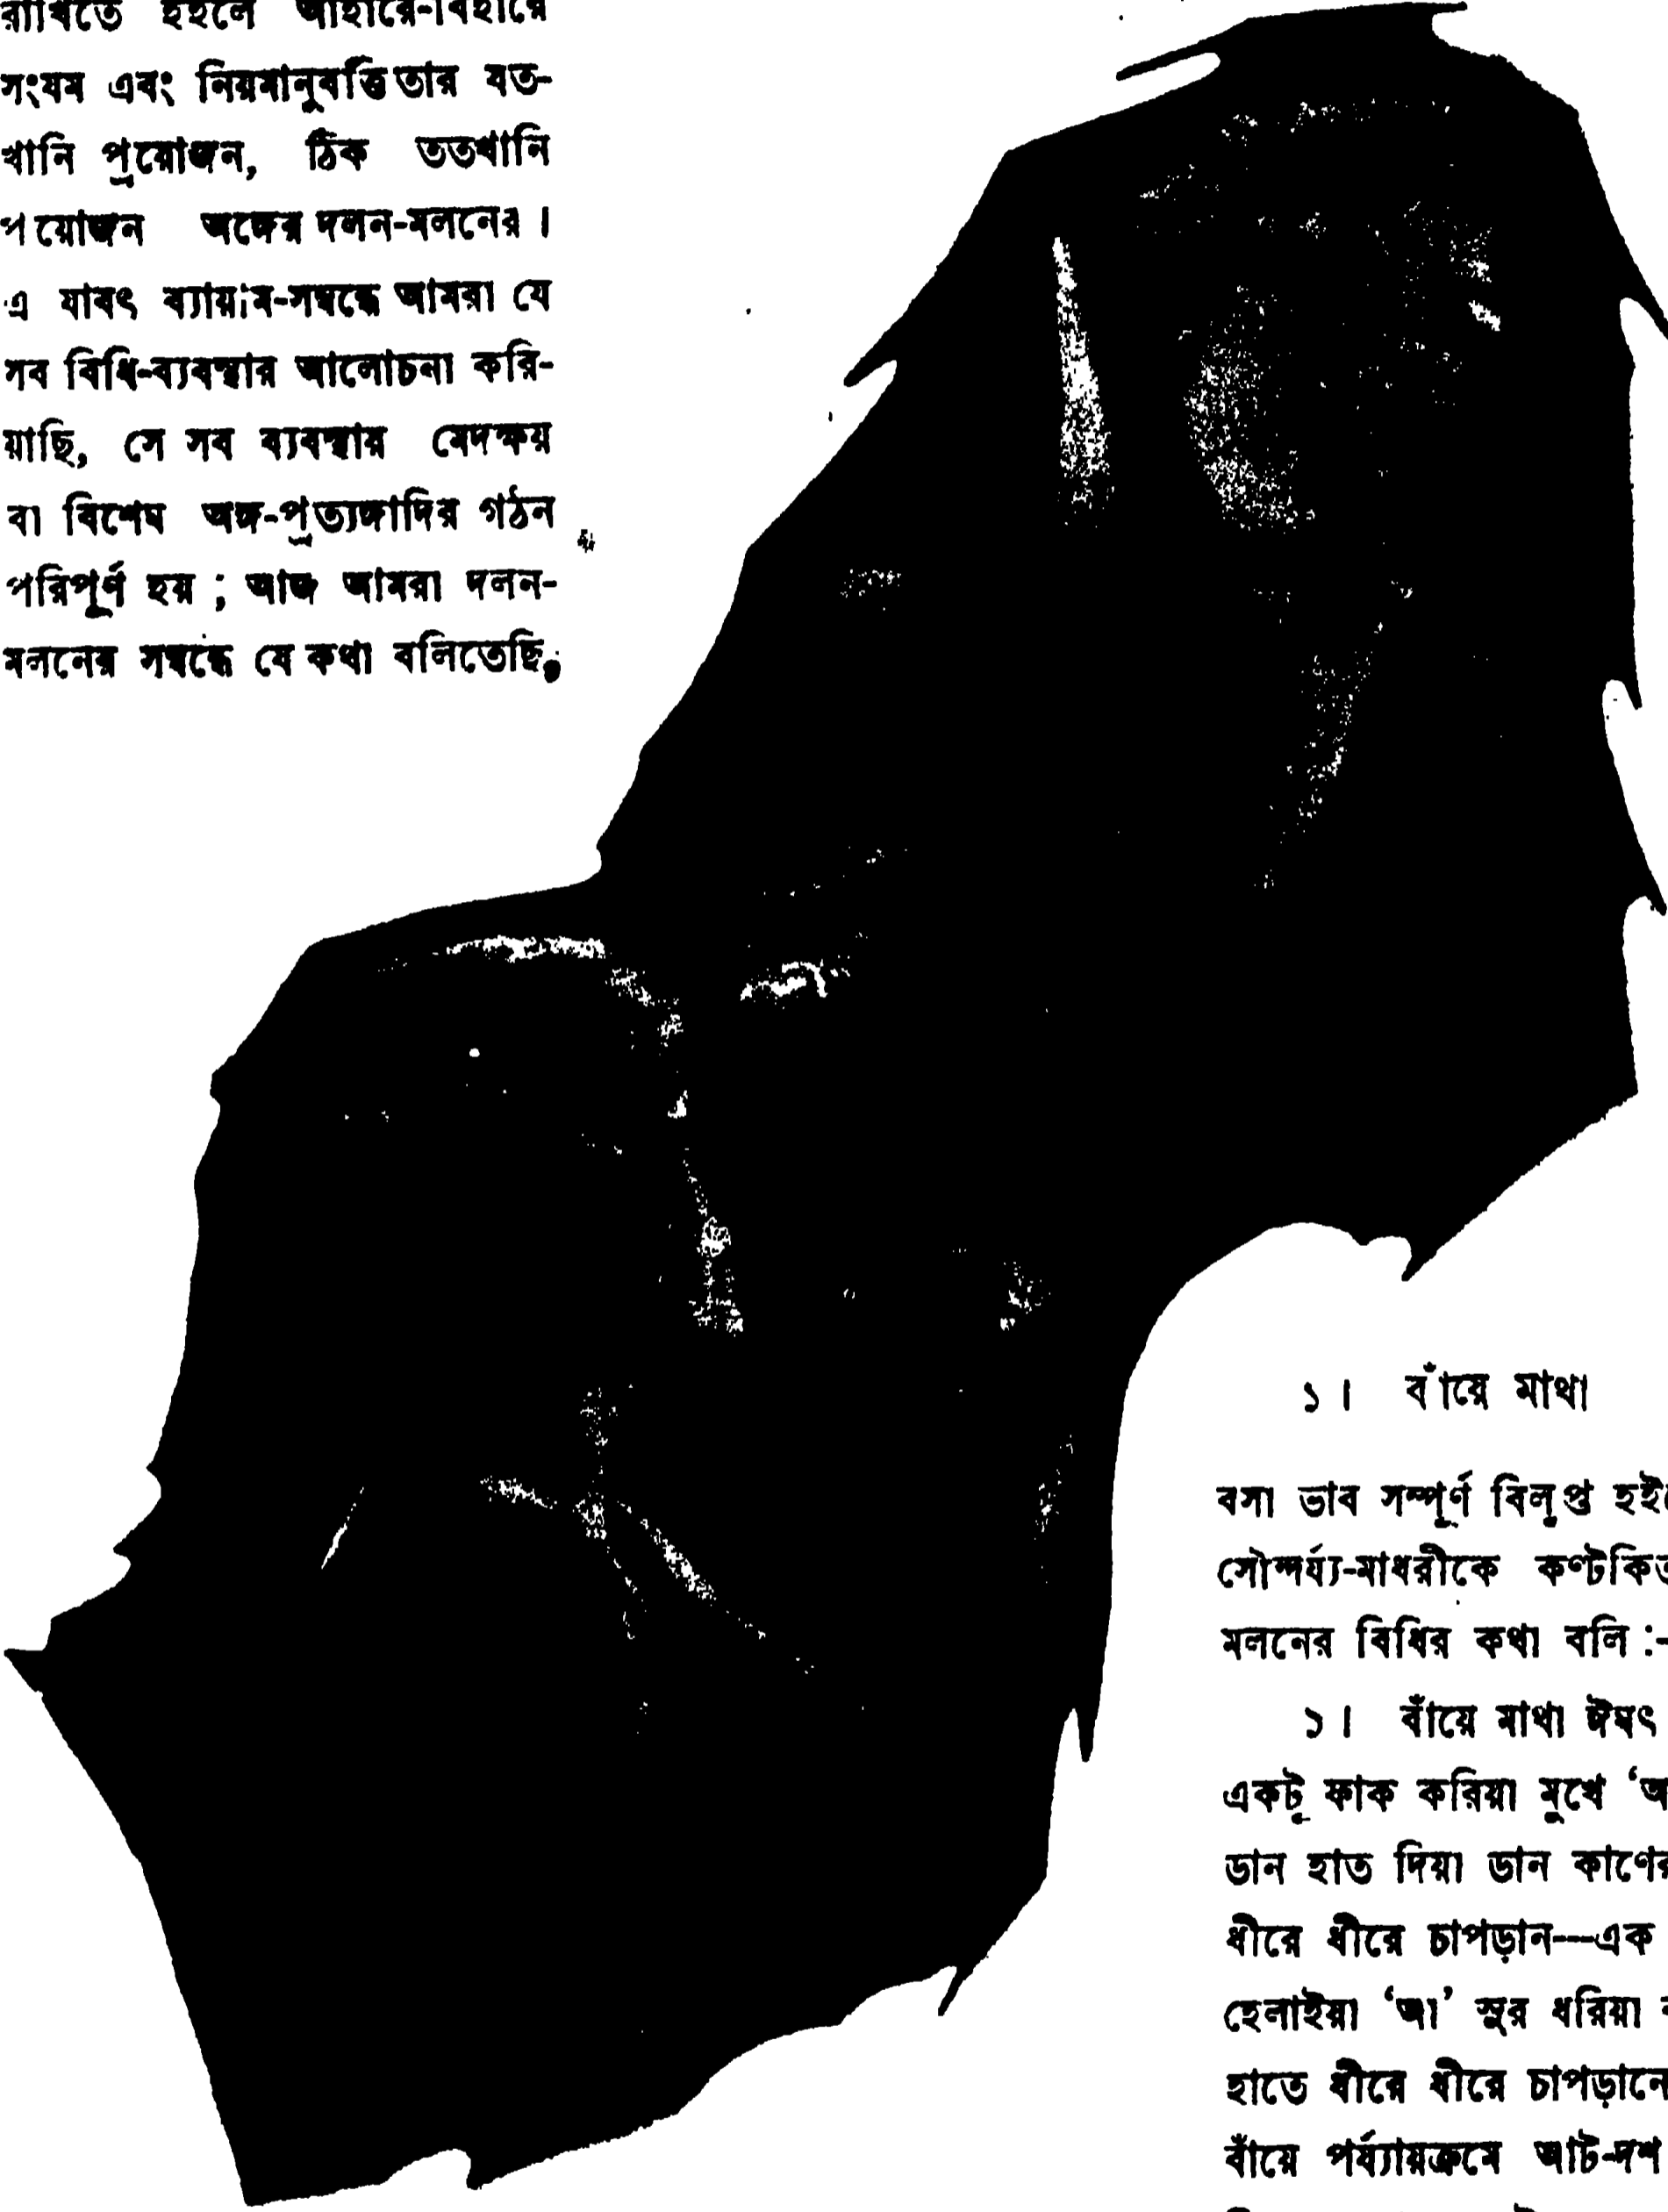 রাখিতে হইলে আহারে-বিহারে
সংযম এবং নিয়মানুবর্ত্তিতার যত-
খানি প্রয়োজন, ঠিক ততখানি
প্রয়োজন অঙ্গের দলন-মলনের ।
এ যাবৎ ব্যায়াম-সম্বন্ধে আমরা যে
সব বিধি-ব্যবস্থার আলোচনা করি-
য়াছি, সে সব ব্যবস্থায় মেদক্ষয়
বা বিশেষ অঙ্গ-প্রত্যঙ্গাদির গঠন
পরিপূর্ণ হয় ; আজ আমরা দলন-
মলনের সম্বন্ধে যে কথা বলিতেছি,
১ । বাঁয়ে মাথা
বসা ভাব সম্পূর্ণ বিলুপ্ত
সৌন্দর্য্য-মাধরীকে
মলনের বিধির কথা বলি :-
১ । বাঁয়ে মাথা ঈষৎ
একটু ফাক করিয়া মুখে
ডান হাত দিয়া ডান কাণের
ধীরে ধীরে চাপড়ান—এক
হেলাইয়া ‘আ’ সুর ধরিয়া
হাতে ধীরে ধীরে
বাঁয়ে পর্য্যায়ক্রমে আট-দশ